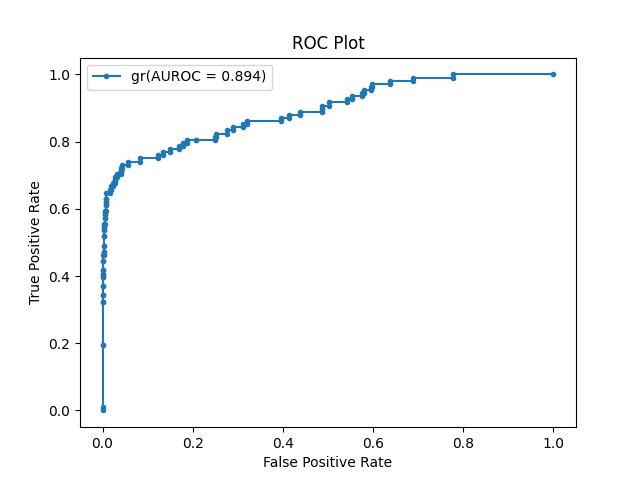 ROC Plot
gr(AUROC = 0.894)
True Positive Rate
1.0
0.8
0.6
0.4
0.2
0.0
0.0 0.2 0.4 0.6 0.8 1.0
False Positive Rate